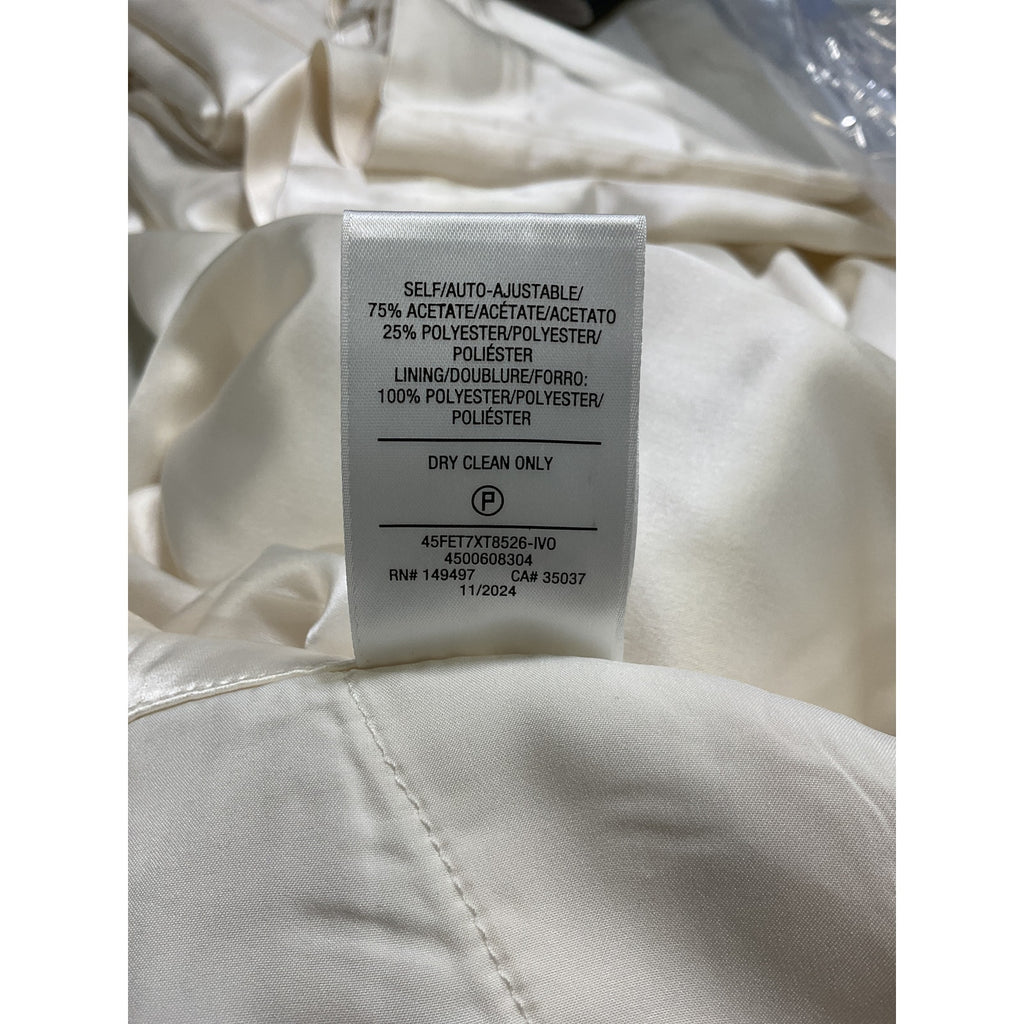 SELF/AUTO-AJUSTABLE/
75% ACETATE/ACÉTATE/ACETATO
25% POLYESTER/POLYESTER/
POLIÉSTER
LINING/DOUBLURE/FORRO:
100% POLYESTER/POLYESTER/
POLIÉSTER
DRY CLEAN ONLY
P
45FET7XT8526-IVO
4500608304
RN# 149497 CA# 35037
11/2024